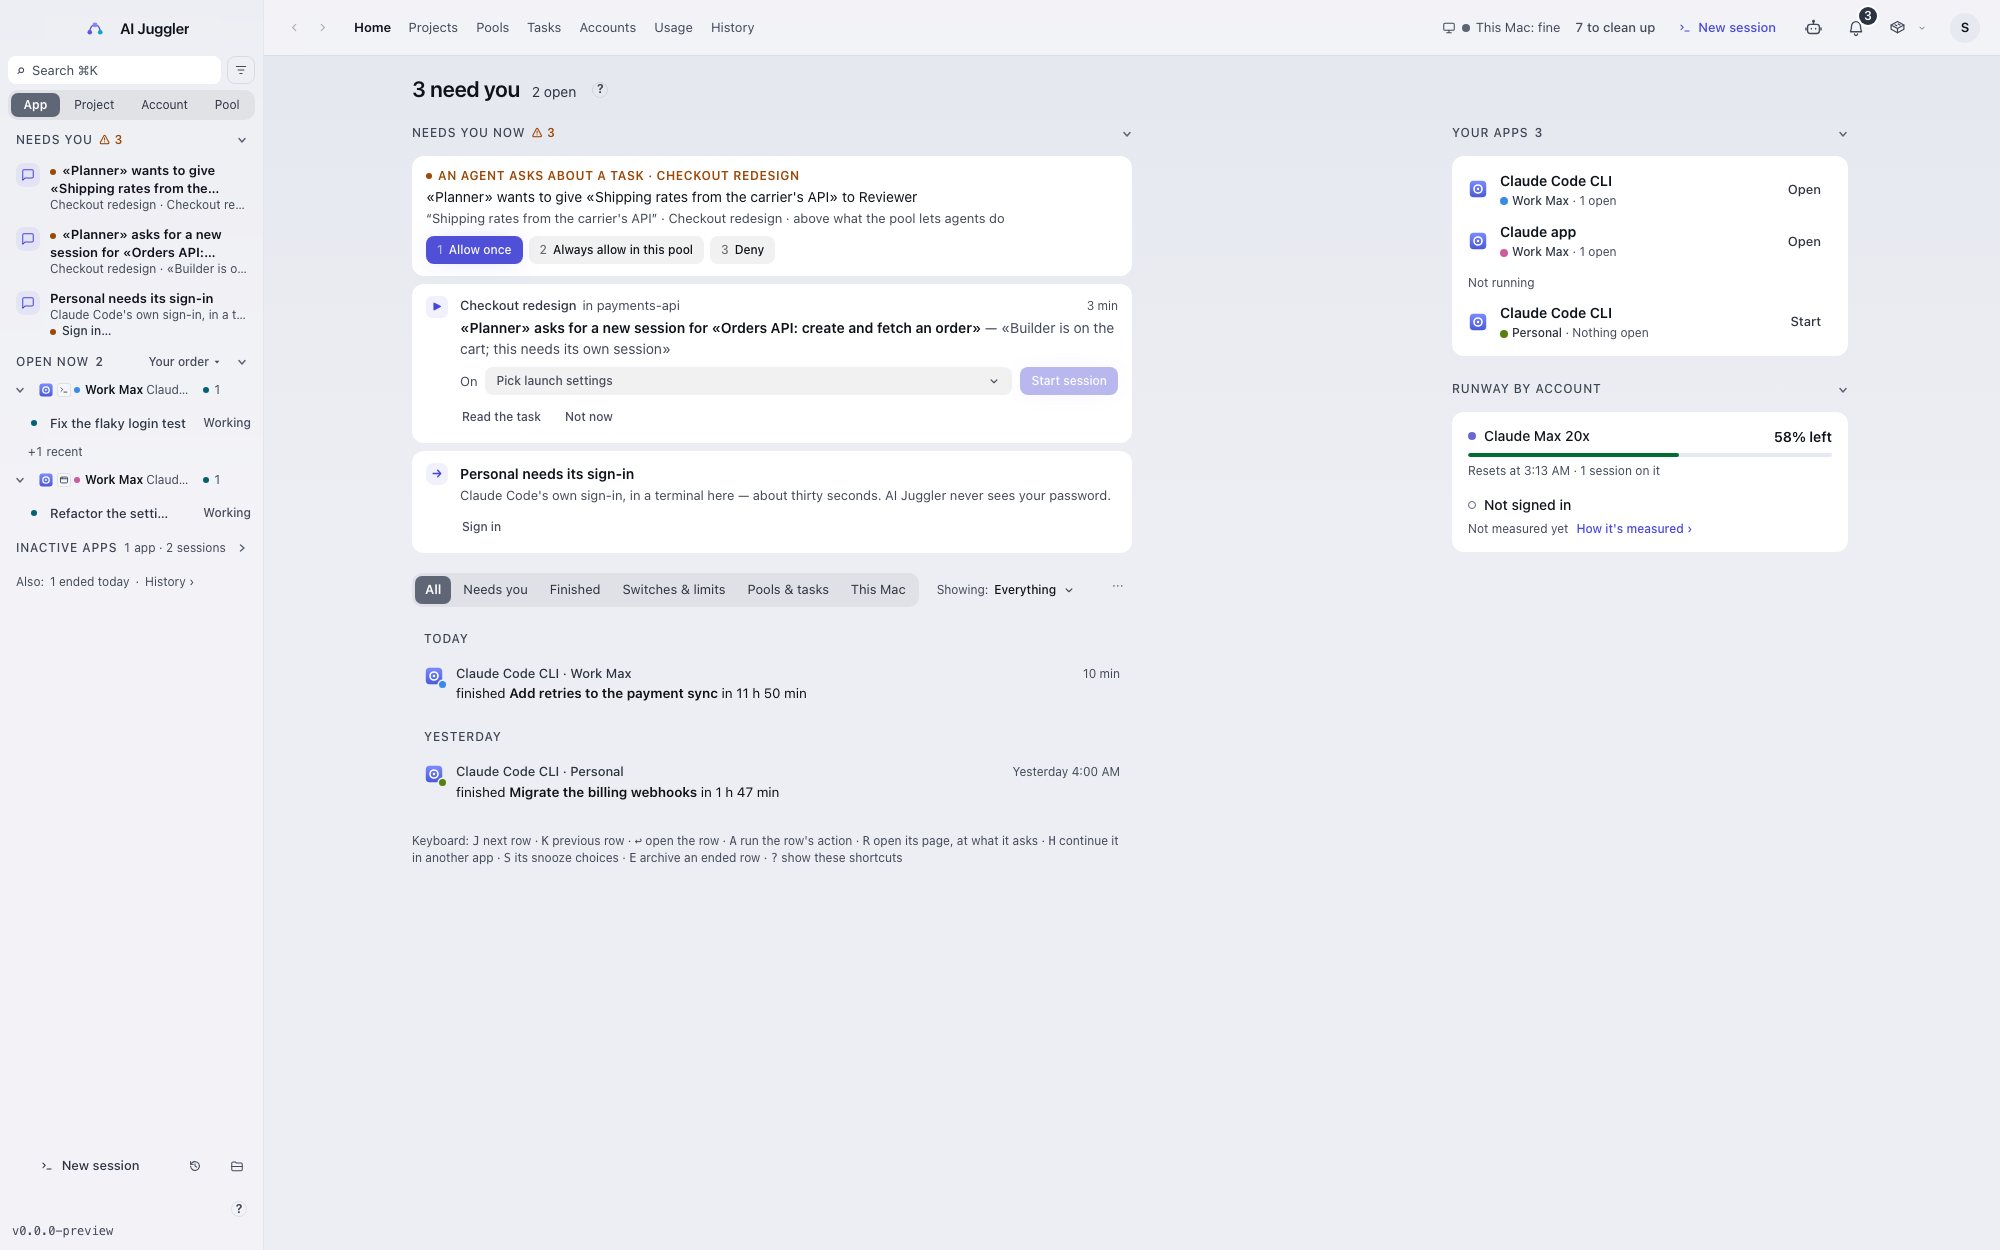 AI Juggler
Search ⌘K
App Project Account Pool
NEEDS YOU 3
«Planner» wants to give
«Shipping rates from the...
Checkout redesign · Checkout re...
«Planner» asks for a new
session for «Orders API:...
Checkout redesign · «Builder is o...
Personal needs its sign-in
Claude Code's own sign-in, in a t...
Sign in...
OPEN NOW 2 Your order
Work Max Claud... 1
Fix the flaky login test Working
+1 recent
Work Max Claud... 1
Refactor the setti... Working
INACTIVE APPS 1 app · 2 sessions
Also: 1 ended today · History ›
New session
?
v0.0.0-preview
Home Projects Pools Tasks Accounts Usage History
This Mac: fine 7 to clean up New session 3 S
3 need you 2 open ?
NEEDS YOU NOW 3
AN AGENT ASKS ABOUT A TASK · CHECKOUT REDESIGN
«Planner» wants to give «Shipping rates from the carrier's API» to Reviewer
“Shipping rates from the carrier's API” · Checkout redesign · above what the pool lets agents do
1 Allow once 2 Always allow in this pool 3 Deny
Checkout redesign in payments-api 3 min
«Planner» asks for a new session for «Orders API: create and fetch an order» — «Builder is on the
cart; this needs its own session»
On Pick launch settings Start session
Read the task Not now
Personal needs its sign-in
Claude Code's own sign-in, in a terminal here — about thirty seconds. AI Juggler never sees your password.
Sign in
All Needs you Finished Switches & limits Pools & tasks This Mac Showing: Everything ...
TODAY
Claude Code CLI · Work Max 10 min
finished Add retries to the payment sync in 11 h 50 min
YESTERDAY
Claude Code CLI · Personal Yesterday 4:00 AM
finished Migrate the billing webhooks in 1 h 47 min
Keyboard: J next row · K previous row · ↩ open the row · A run the row's action · R open its page, at what it asks · H continue it
in another app · S its snooze choices · E archive an ended row · ? show these shortcuts
YOUR APPS 3
Claude Code CLI
Work Max · 1 open
Open
Claude app
Work Max · 1 open
Open
Not running
Claude Code CLI
Personal · Nothing open
Start
RUNWAY BY ACCOUNT
Claude Max 20x 58% left
Resets at 3:13 AM · 1 session on it
Not signed in
Not measured yet How it's measured ›